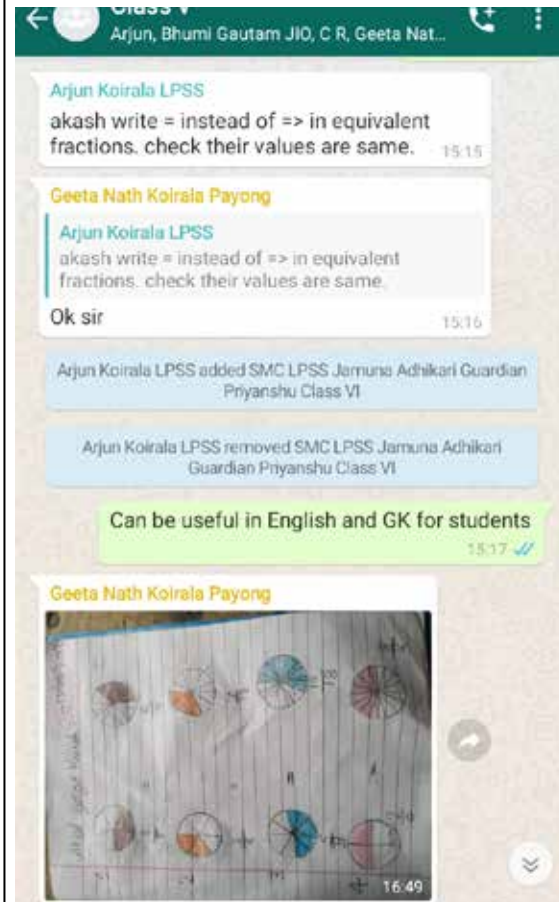 Class V
Arjun, Bhumi Gautam JIO, C R, Geeta Nat...
Arjun Koirala LPSS
akash write = instead of => in equivalent
fractions. check their values are same.
15:15
Geeta Nath Koirala Payong
Arjun Koirala LPSS
akash write = instead of => in equivalent
fractions. check their values are same.
Ok sir
15:16
Arjun Koirala LPSS added SMC LPSS Jamuna Adhikari Guardian
Priyanshu Class VI
Arjun Koirala LPSS removed SMC LPSS Jamuna Adhikari
Guardian Priyanshu Class VI
Can be useful in English and GK for students
15:17
Geeta Nath Koirala Payong
16:49